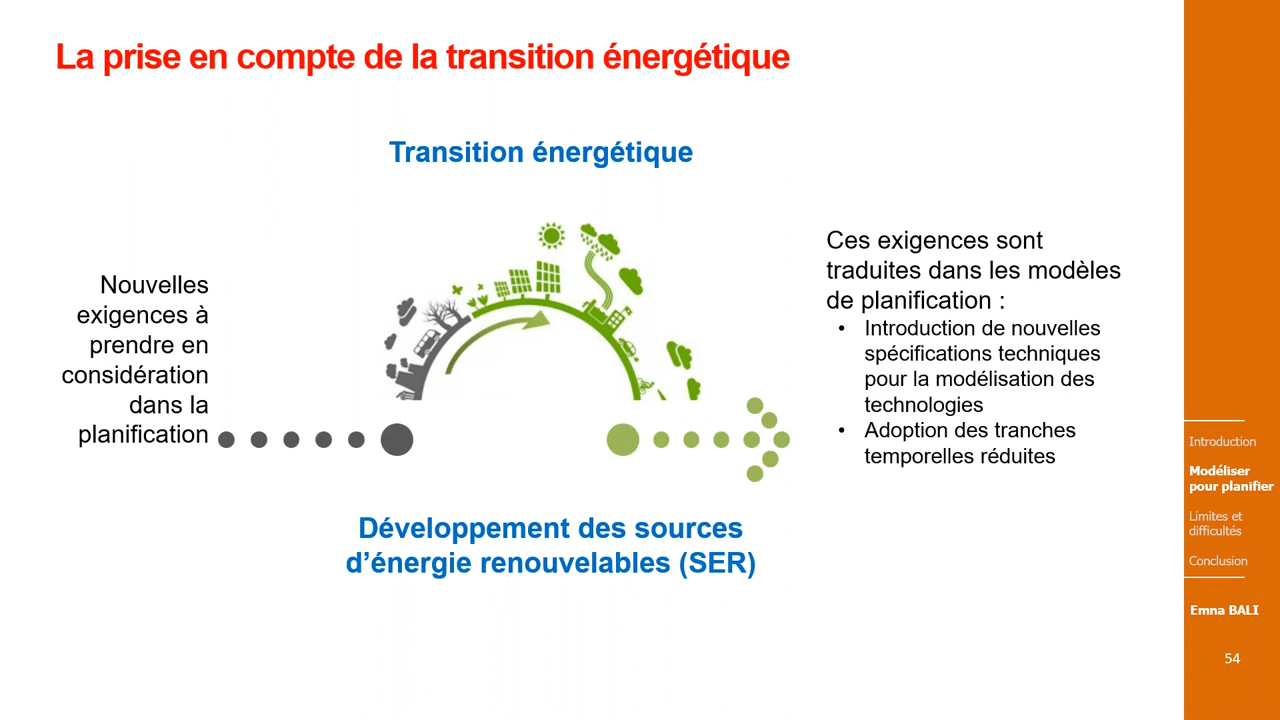 La prise en compte de la transition énergétique
Transition énergétique
Nouvelles
exigences à
prendre en
considération
dans la
planification
Ces exigences sont
traduites dans les modèles
de planification :
• Introduction de nouvelles
spécifications techniques
pour la modélisation des
technologies
• Adoption des tranches
temporelles réduites
Développement des sources
d’énergie renouvelables (SER)
Introduction
Modéliser
pour planifier
Limites et
difficultés
Conclusion
Emna BALI
54